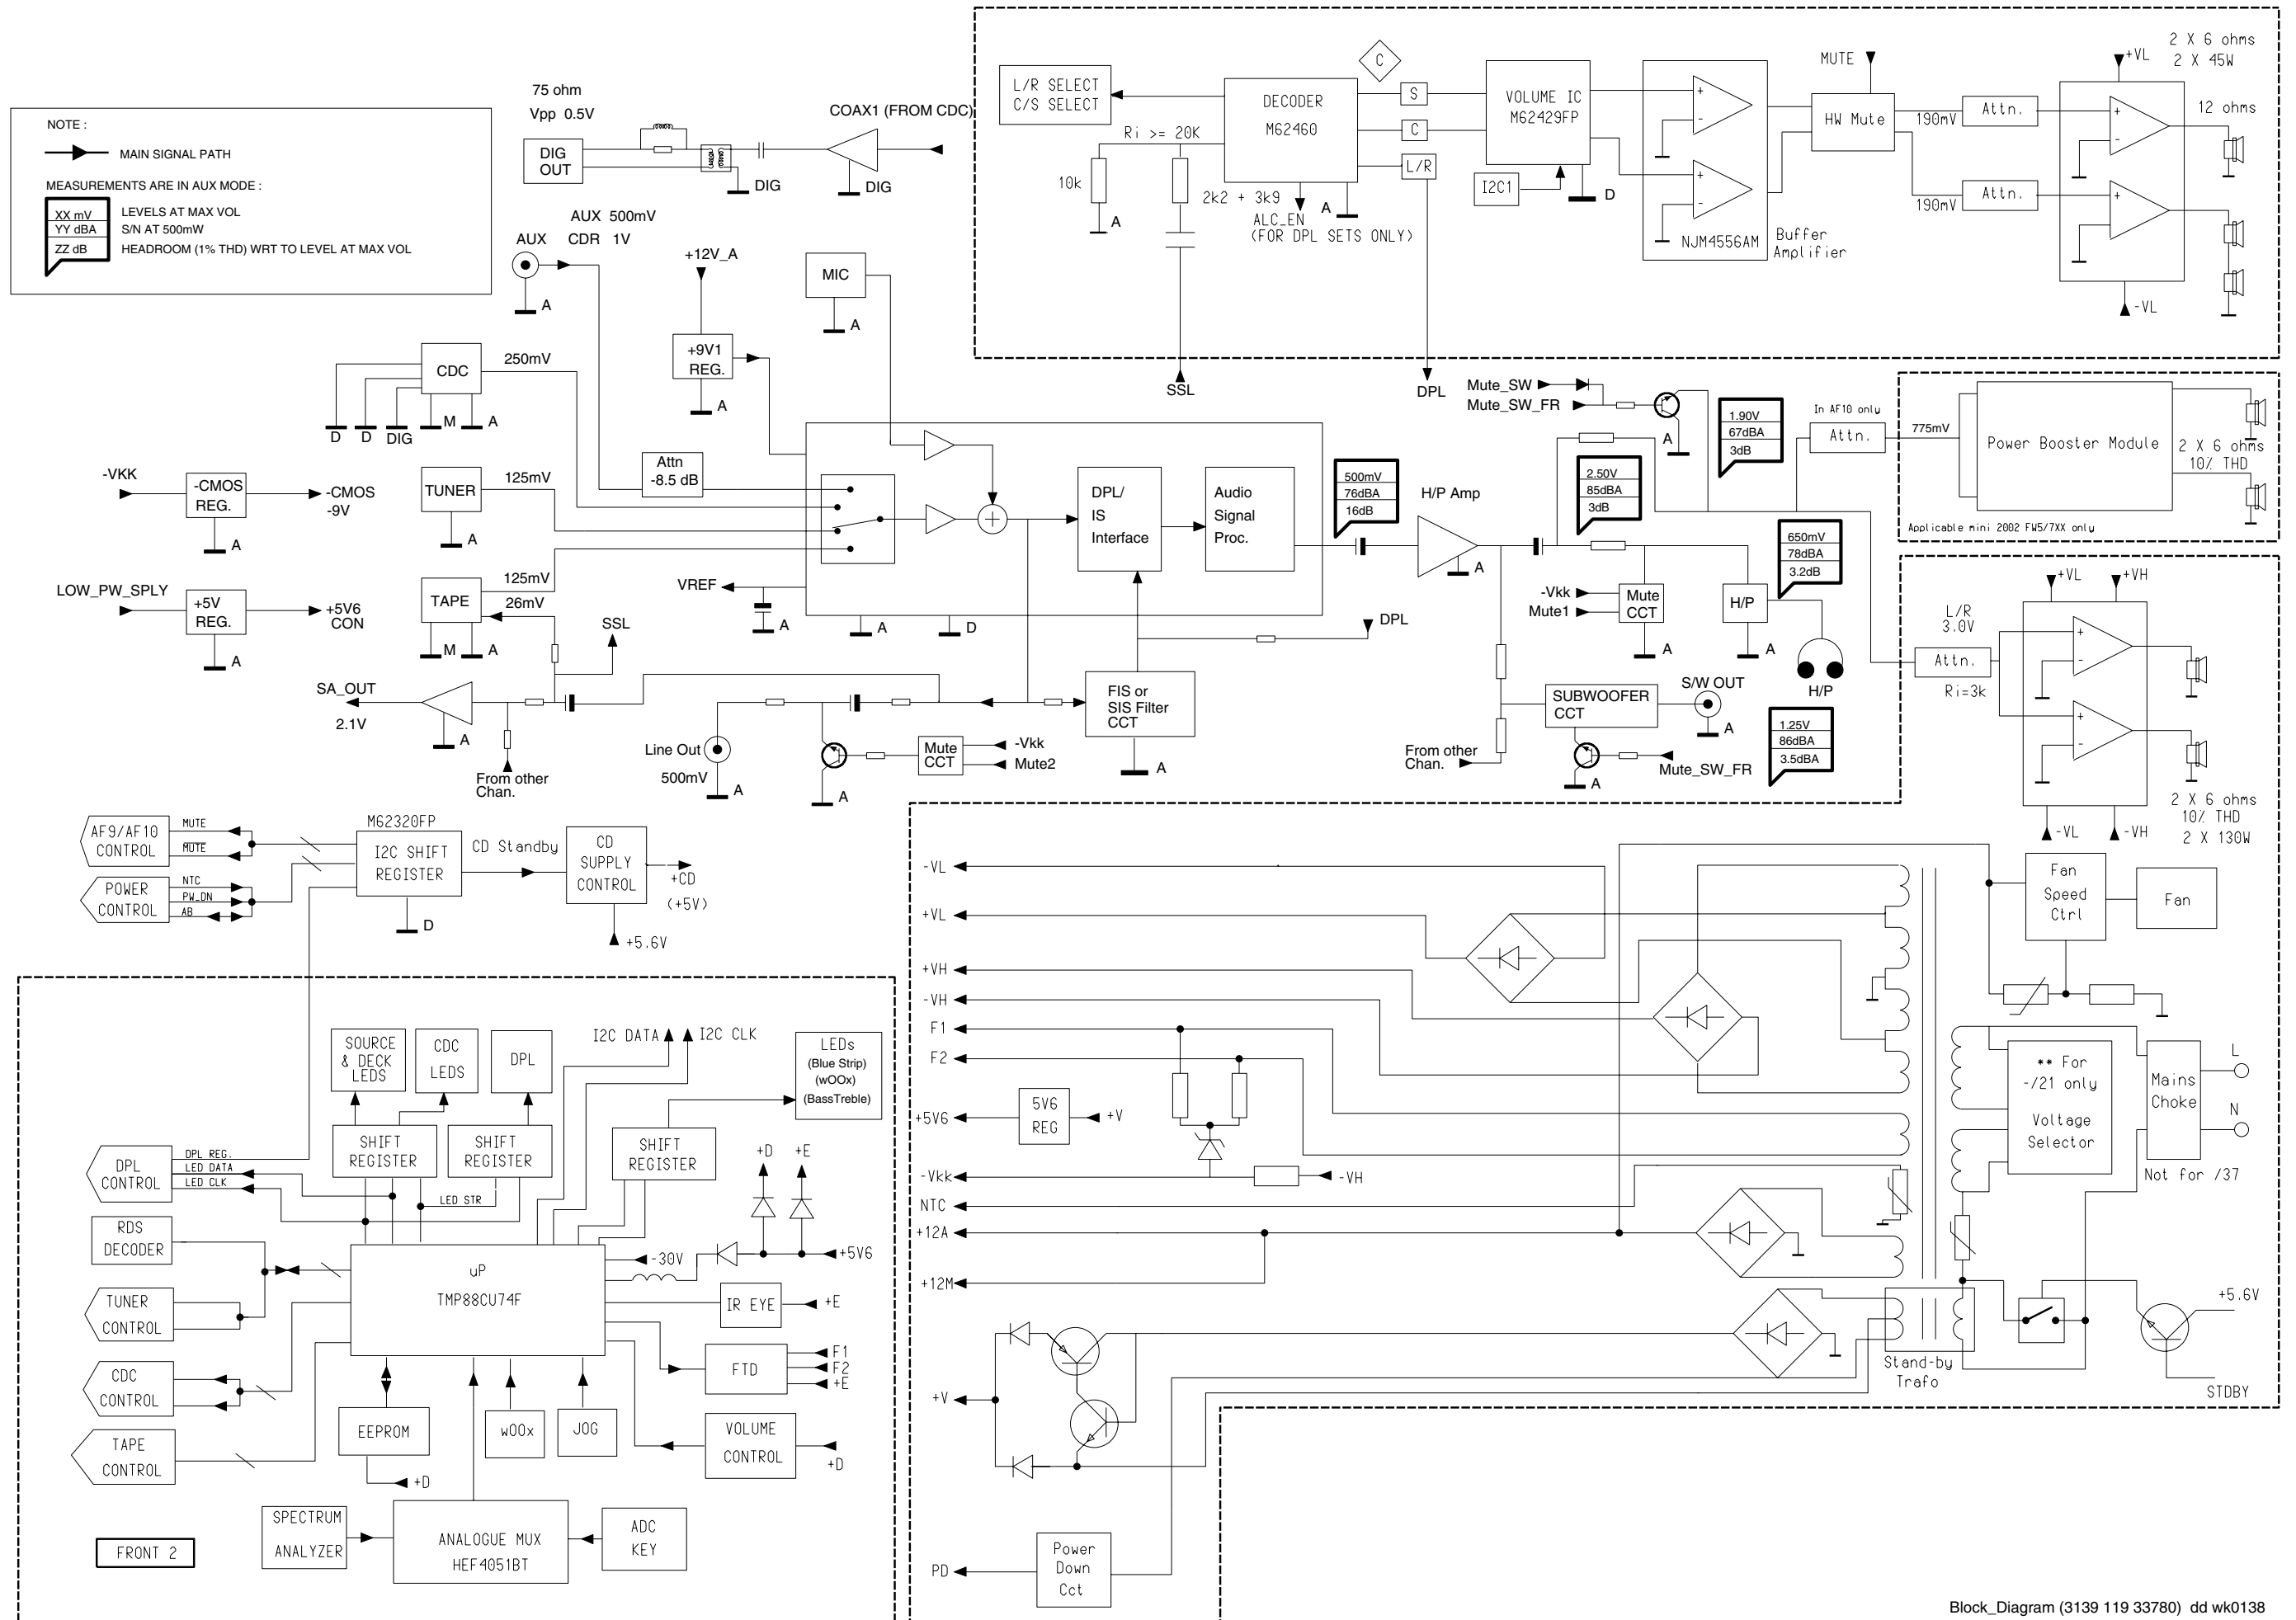 NOTE :
MAIN SIGNAL PATH
MEASUREMENTS ARE IN AUX MODE :
XX mV
YY dBA
ZZ dB
LEVELS AT MAX VOL
S/N AT 500mW
HEADROOM (1% THD) WRT TO LEVEL AT MAX VOL
75 ohm
Vpp 0.5V
DIG
OUT
DIG
COAX1 (FROM CDC)
DIG
AUX 500mV
CDR 1V
AUX
A
+12V_A
+9V1
REG.
A
MIC
A
L/R SELECT
C/S SELECT
Ri >= 20K
10k
A
2k2 + 3k9
SSL
DECODER
M62460
ALC_EN
(FOR DPL SETS ONLY)
A
C
S
C
L/R
DPL
VOLUME IC
M62429FP
I2C1
D
NJM4556AM
Buffer
Amplifier
MUTE
HW Mute
190mV
Attn.
190mV
Attn.
+VL
-VL
2 X 6 ohms
2 X 45W
12 ohms
CDC
250mV
D
D
DIG
M
A
-VKK
-CMOS
REG.
-CMOS
-9V
A
TUNER
125mV
A
Attn
-8.5 dB
LOW_PW_SPLY
+5V
REG.
+5V6
CON
A
TAPE
125mV
26mV
M
A
SSL
VREF
A
A
D
DPL/
IS
Interface
Audio
Signal
Proc.
500mV
76dBA
16dB
H/P Amp
A
Mute_SW
Mute_SW_FR
A
2.50V
85dBA
3dB
1.90V
67dBA
3dB
In AF10 only
Attn.
775mV
Power Booster Module
2 X 6 ohms
10% THD
Applicable mini 2002 FW5/7XX only
650mV
78dBA
3.2dB
-Vkk
Mute1
Mute
CCT
A
H/P
A
H/P
DPL
FIS or
SIS Filter
CCT
A
SA_OUT
2.1V
A
From other
Chan.
Line Out
500mV
A
A
Mute
CCT
-Vkk
Mute2
From other
Chan.
SUBWOOFER
CCT
S/W OUT
A
A
Mute_SW_FR
1.25V
86dBA
3.5dBA
L/R
3.0V
Attn.
Ri=3k
+VL
+VH
-VL
-VH
2 X 6 ohms
10% THD
2 X 130W
AF9/AF10
CONTROL
MUTE
MUTE
POWER
CONTROL
NTC
PW_DN
AB
M62320FP
I2C SHIFT
REGISTER
D
CD Standby
CD
SUPPLY
CONTROL
+CD
(+5V)
+5.6V
SOURCE
& DECK
LEDS
CDC
LEDS
DPL
I2C DATA
I2C CLK
LEDs
(Blue Strip)
(wOOx)
(BassTreble)
SHIFT
REGISTER
SHIFT
REGISTER
SHIFT
REGISTER
DPL
CONTROL
DPL REG.
LED DATA
LED CLK
LED STR
+D
+E
RDS
DECODER
TUNER
CONTROL
CDC
CONTROL
TAPE
CONTROL
uP
TMP88CU74F
-30V
+5V6
IR EYE
+E
FTD
F1
F2
+E
EEPROM
+D
wOOx
JOG
VOLUME
CONTROL
+D
SPECTRUM
ANALYZER
ANALOGUE MUX
HEF4051BT
ADC
KEY
FRONT 2
-VL
+VL
+VH
-VH
F1
F2
+5V6
5V6
REG
+V
-Vkk
-VH
NTC
+12A
+12M
+V
PD
Power
Down
Cct
Fan
Speed
Ctrl
Fan
** For
-/21 only
Voltage
Selector
Mains
Choke
L
N
Not for /37
Stand-by
Trafo
+5.6V
STDBY
Block_Diagram (3139 119 33780) dd wk0138